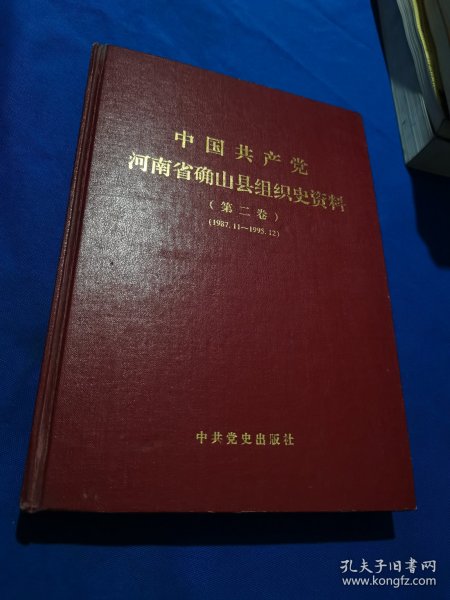 中国共产党
河南省确山县组织史资料
（第二卷）
(1987.11～1995.12)
中共党史出版社
孔夫子旧书网
www.kongfz.com